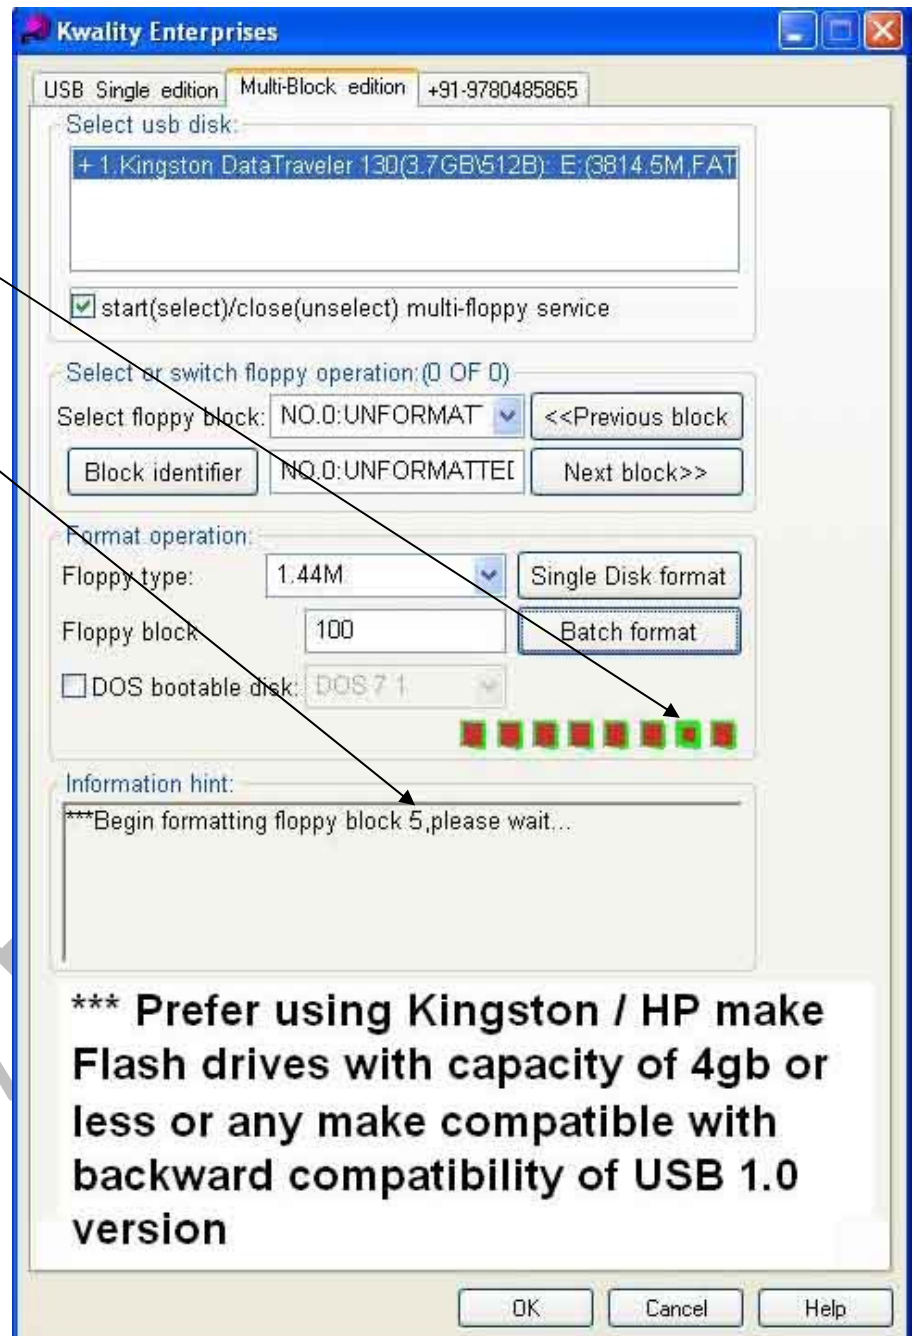 Kwality Enterprises
USB Single edition
Multi-Block edition
+91-9780485865
Select usb disk:
+ 1.Kingston DataTraveler 130(3.7GB\512B): E:(3814.5M,FAT
start(select)/close(unselect) multi-floppy service
Select or switch floppy operation:(0 OF 0)
Select floppy block: NO.0:UNFORMAT <<Previous block
Block identifier NO.0:UNFORMATTED Next block>>
Format operation:
Floppy type: 1.44M Single Disk format
Floppy block 100 Batch format
DOS bootable disk: DOS 7.1
Information hint:
***Begin formatting floppy block 5,please wait...
*** Prefer using Kingston / HP make
Flash drives with capacity of 4gb or
less or any make compatible with
backward compatibility of USB 1.0
version
OK Cancel Help